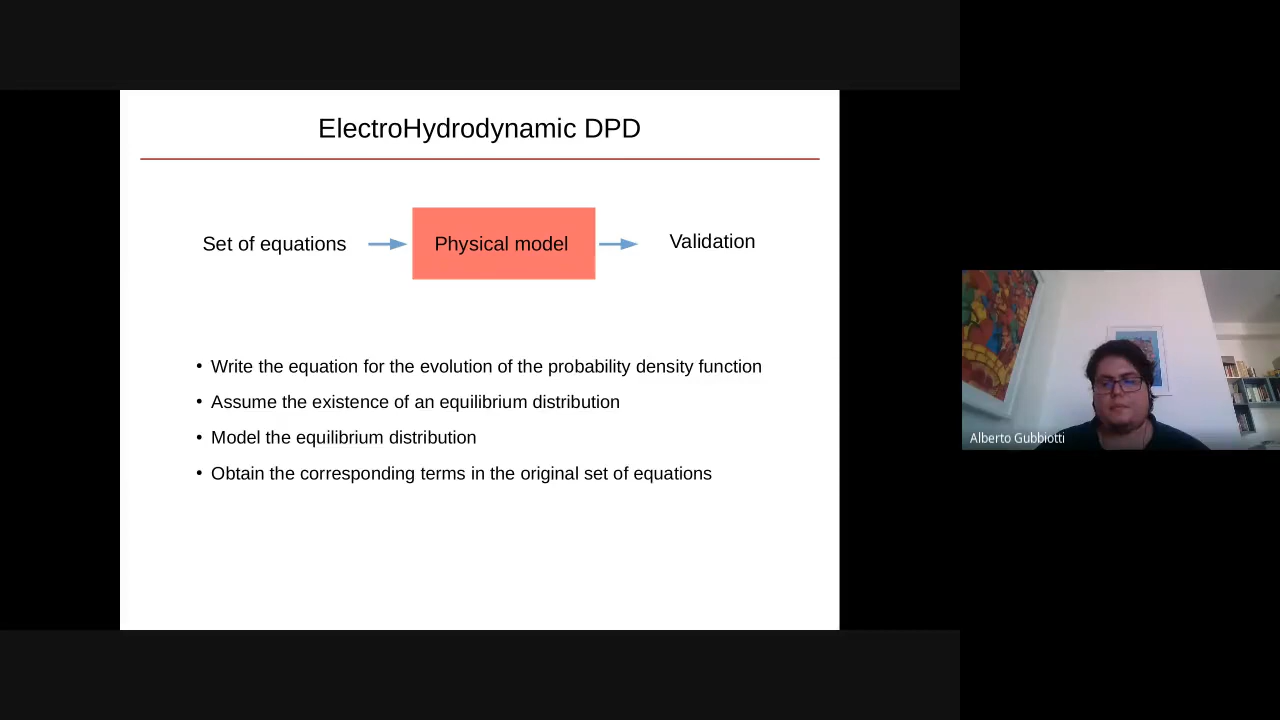 ElectroHydrodynamic DPD
Set of equations
Physical model
Validation
• Write the equation for the evolution of the probability density function
• Assume the existence of an equilibrium distribution
• Model the equilibrium distribution
• Obtain the corresponding terms in the original set of equations
Alberto Gubbiotti